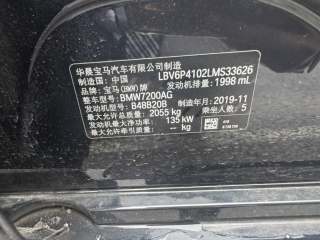 华晨宝马汽车有限公司
制造国: 中国 LBV6P4102LMS33626
品牌: 宝马(BMW)牌 发动机排量: 1998 mL
整车型号: BMW7200AG
发动机型号: B48B20B 制造年月: 2019-11
最大允许总质量: 2055 kg 乘坐人数: 5
发动机最大净功率: 135 kW